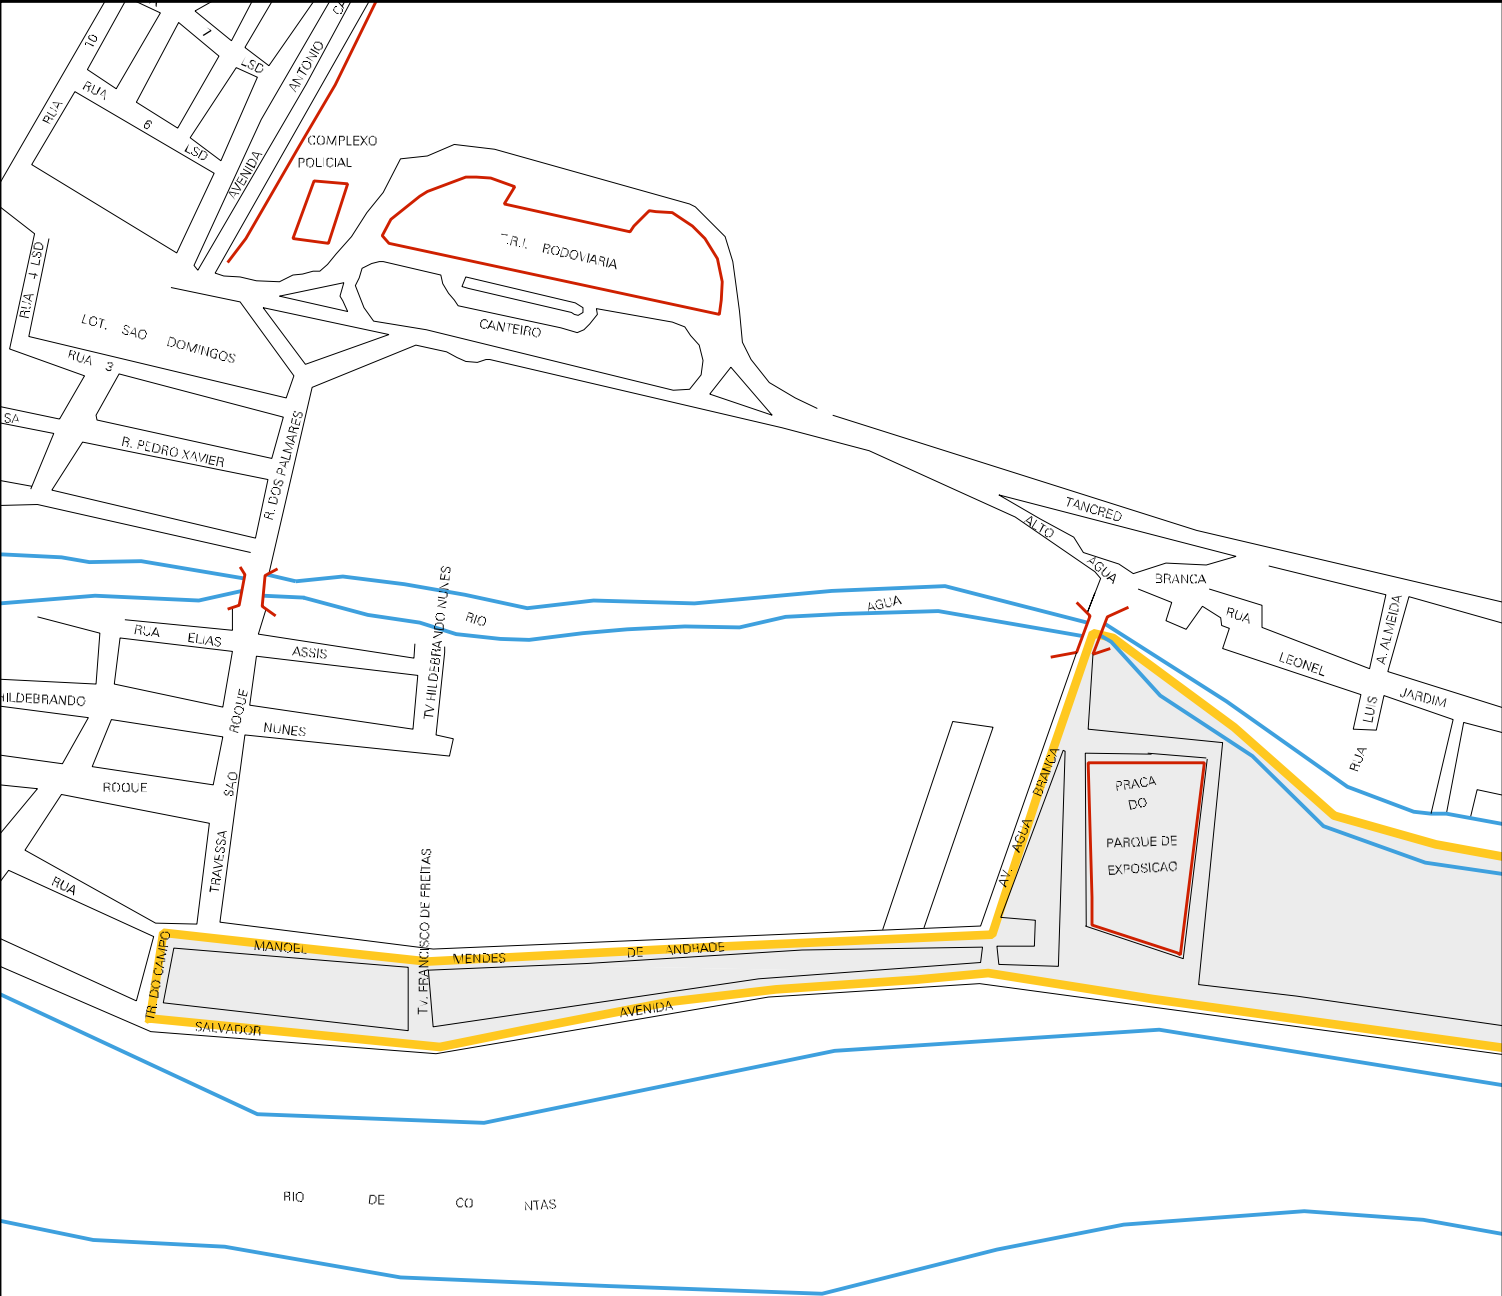 10
7
CA
ANTONIO
LSD
RUA
RUA
6
LSD
AVENIDA
COMPLEXO
POLICIAL
T.R.I. RODOVIARIA
CANTEIRO
RUA 4 LSD
LOT. SAO DOMINGOS
RUA 3
SA
R. PEDRO XAVIER
R. DOS PALMARES
TANCRED
ALTO
AGUA
BRANCA
RUA
LEONEL
A. ALMEIDA
JARDIM
LUIS
RUA
RIO
AGUA
TV HILDEBRANDO NUNES
RUA ELIAS
ASSIS
HILDEBRANDO
ROQUE
NUNES
ROQUE
SAO
TRAVESSA
RUA
TV. FRANCISCO DE FREITAS
AV. AGUA BRANCA
PRACA
DO
PARQUE DE
EXPOSICAO
TR. DO CAMPO
MANOEL
MENDES
DE ANDRADE
SALVADOR
AVENIDA
RIO DE CO NTAS